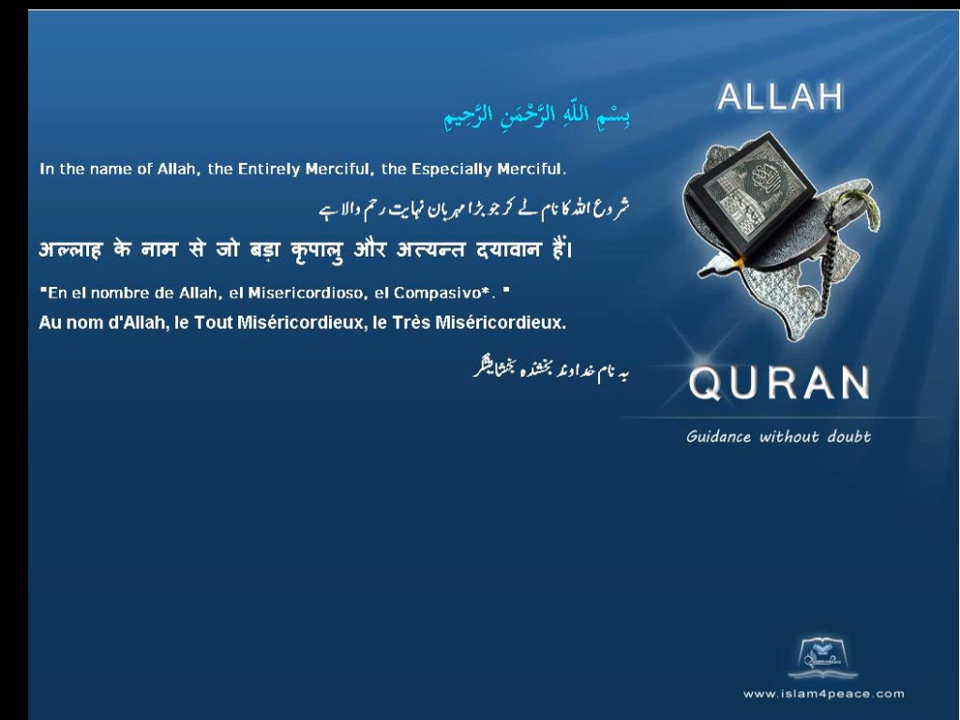 بِسْمِ اللَّهِ الرَّحْمَنِ الرَّحِيمِ
In the name of Allah, the Entirely Merciful, the Especially Merciful.
شروع الله کا نام لے کر جو بڑا مہربان نہایت رحم والا ہے
अल्लाह के नाम से जो बड़ा कृपालु और अत्यन्त दयावान हैं।
"En el nombre de Allah, el Misericordioso, el Compasivo*. "
Au nom d'Allah, le Tout Miséricordieux, le Très Miséricordieux.
به نام خداوند بخشنده بخشایشگر
ALLAH
QURAN
Guidance without doubt
www.islam4peace.com